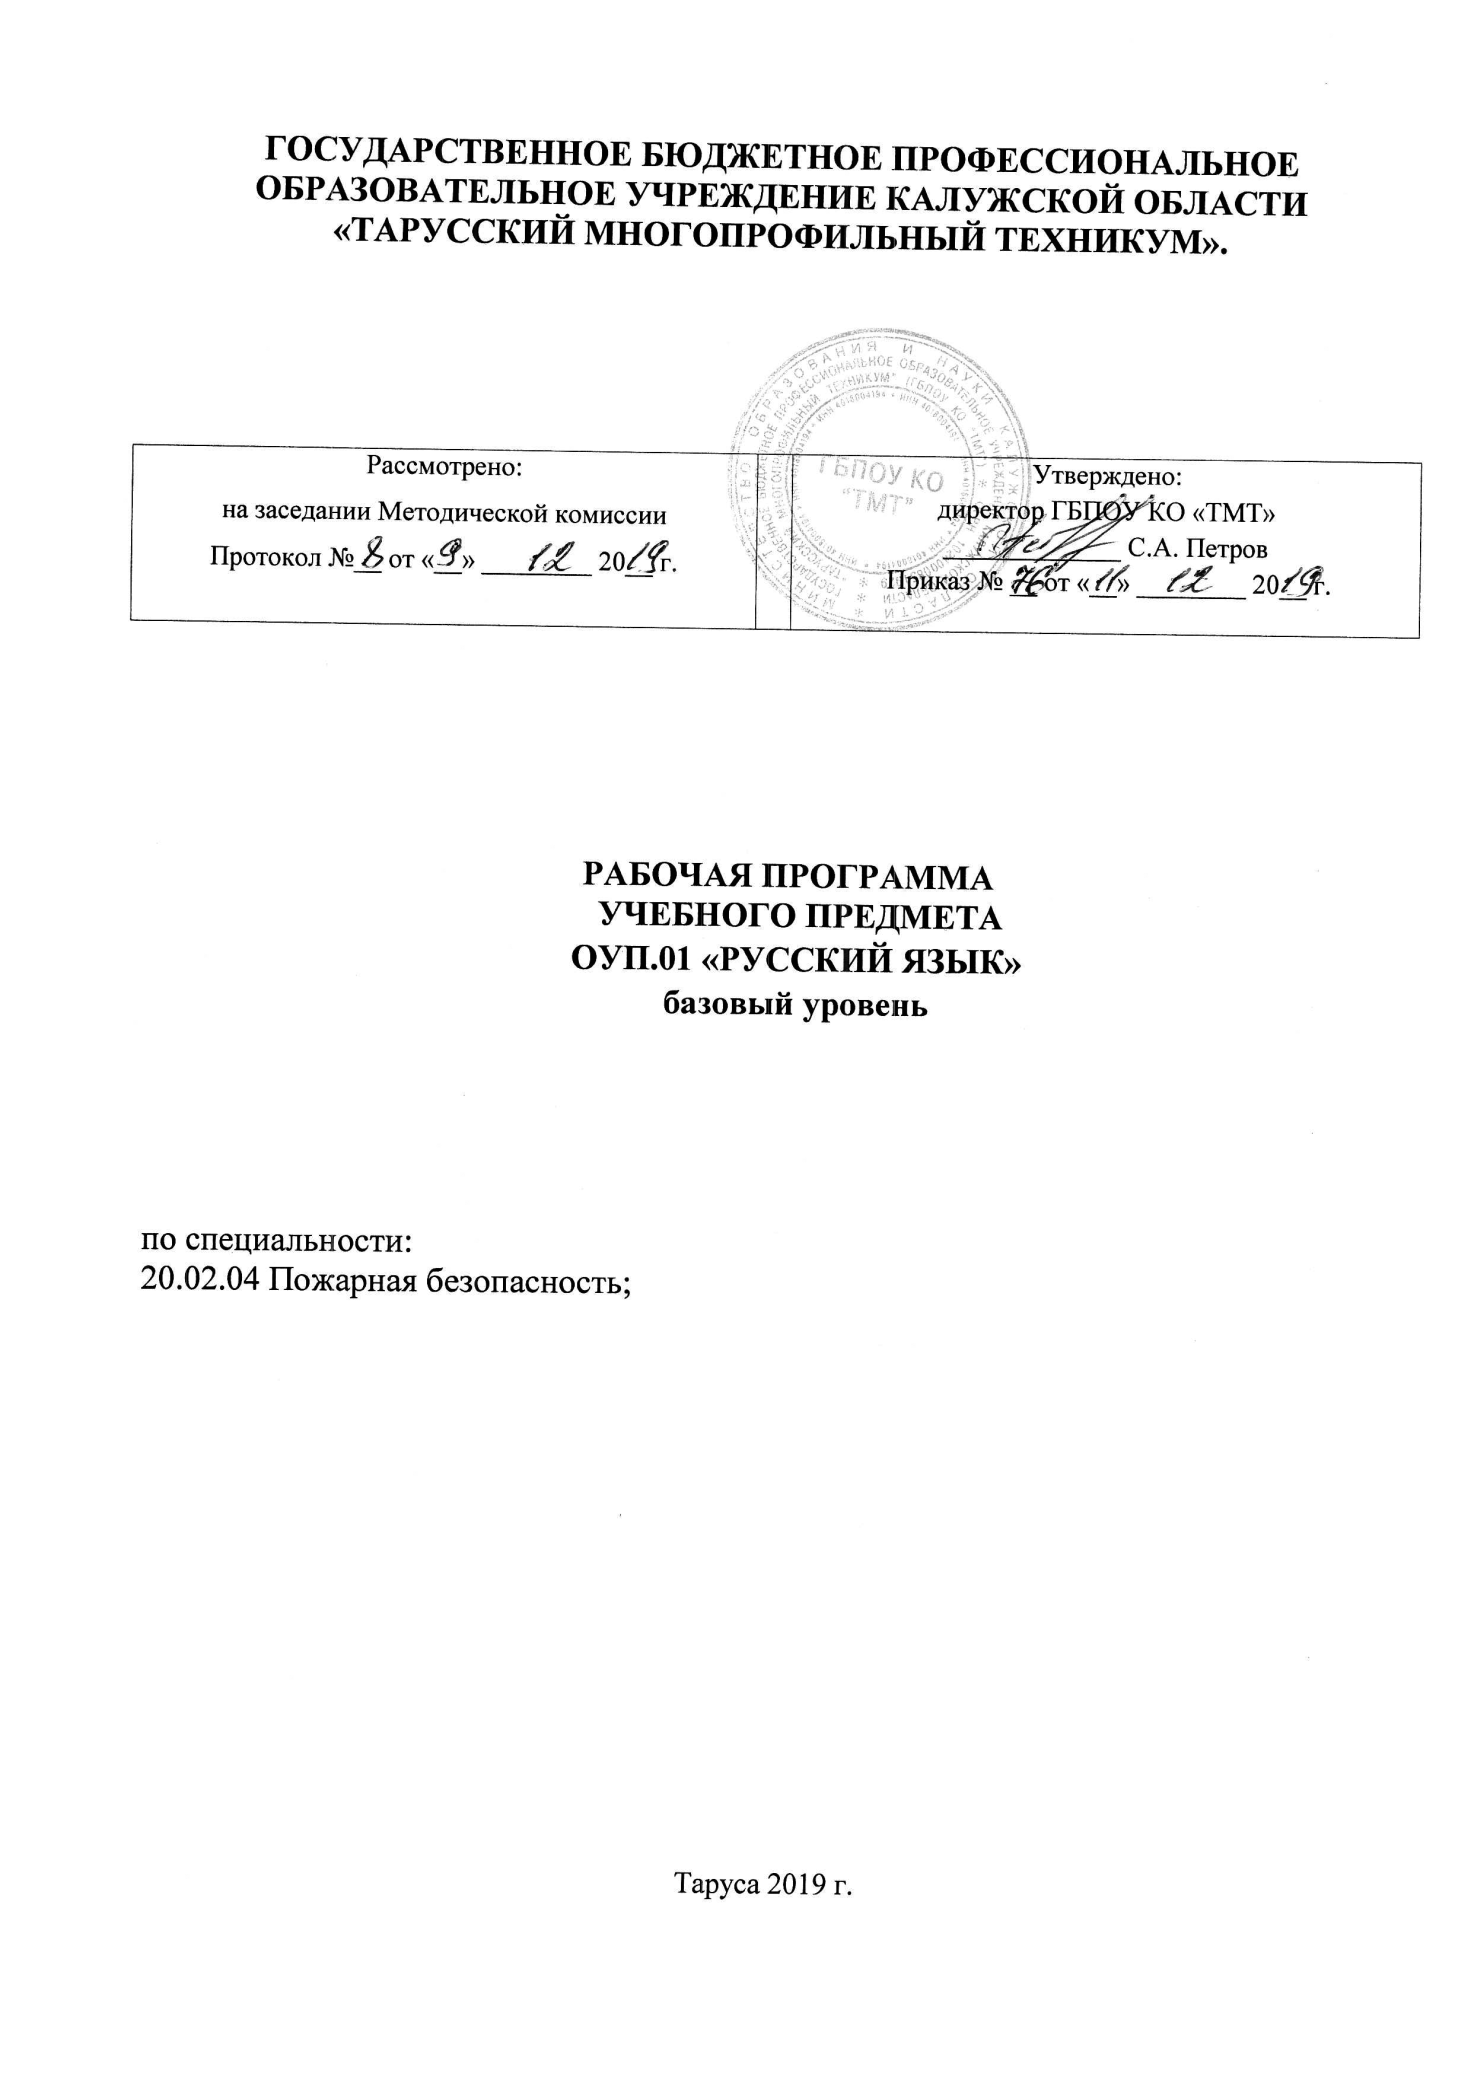 ГОСУДАРСТВЕННОЕ БЮДЖЕТНОЕ ПРОФЕССИОНАЛЬНОЕ
ОБРАЗОВАТЕЛЬНОЕ УЧРЕЖДЕНИЕ КАЛУЖСКОЙ ОБЛАСТИ
«ТАРУССКИЙ МНОГОПРОФИЛЬНЫЙ ТЕХНИКУМ».
ГБПОУ КО
"ТМТ"
Рассмотрено:
на заседании Методической комиссии
Протокол № 8 от «9» 12 2019г.
Утверждено:
директор ГБПОУ КО «ТМТ»
С.А. Петров
Приказ № 76 от «11» 12 2019г.
РАБОЧАЯ ПРОГРАММА
УЧЕБНОГО ПРЕДМЕТА
ОУП.01 «РУССКИЙ ЯЗЫК»
базовый уровень
по специальности:
20.02.04 Пожарная безопасность;
Таруса 2019 г.